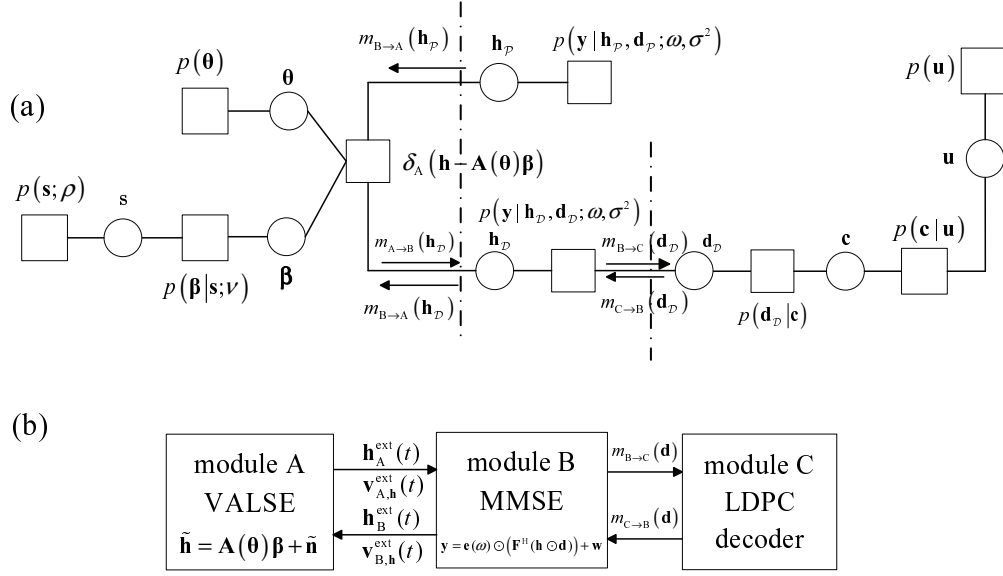 (a)
m_{B→A}(h_P)
h_P
p(y | h_P, d_P; ω, σ²)
p(u)
p(θ)
θ
δ_A(h − A(θ)β)
u
p(s; ρ)
s
p(y | h_D, d_D; ω, σ²)
p(c | u)
m_{A→B}(h_D)
h_D
m_{B→C}(d_D)
d_D
c
p(β|s; ν)
β
m_{B→A}(h_D)
m_{C→B}(d_D)
p(d_D | c)
(b)
module A
VALSE
h̃ = A(θ)β + ñ
h_A^{ext}(t)
v_{A,h}^{ext}(t)
h_B^{ext}(t)
v_{B,h}^{ext}(t)
module B
MMSE
y = e(ω) ⊙ (F^H(h ⊙ d)) + w
m_{B→C}(d)
m_{C→B}(d)
module C
LDPC
decoder